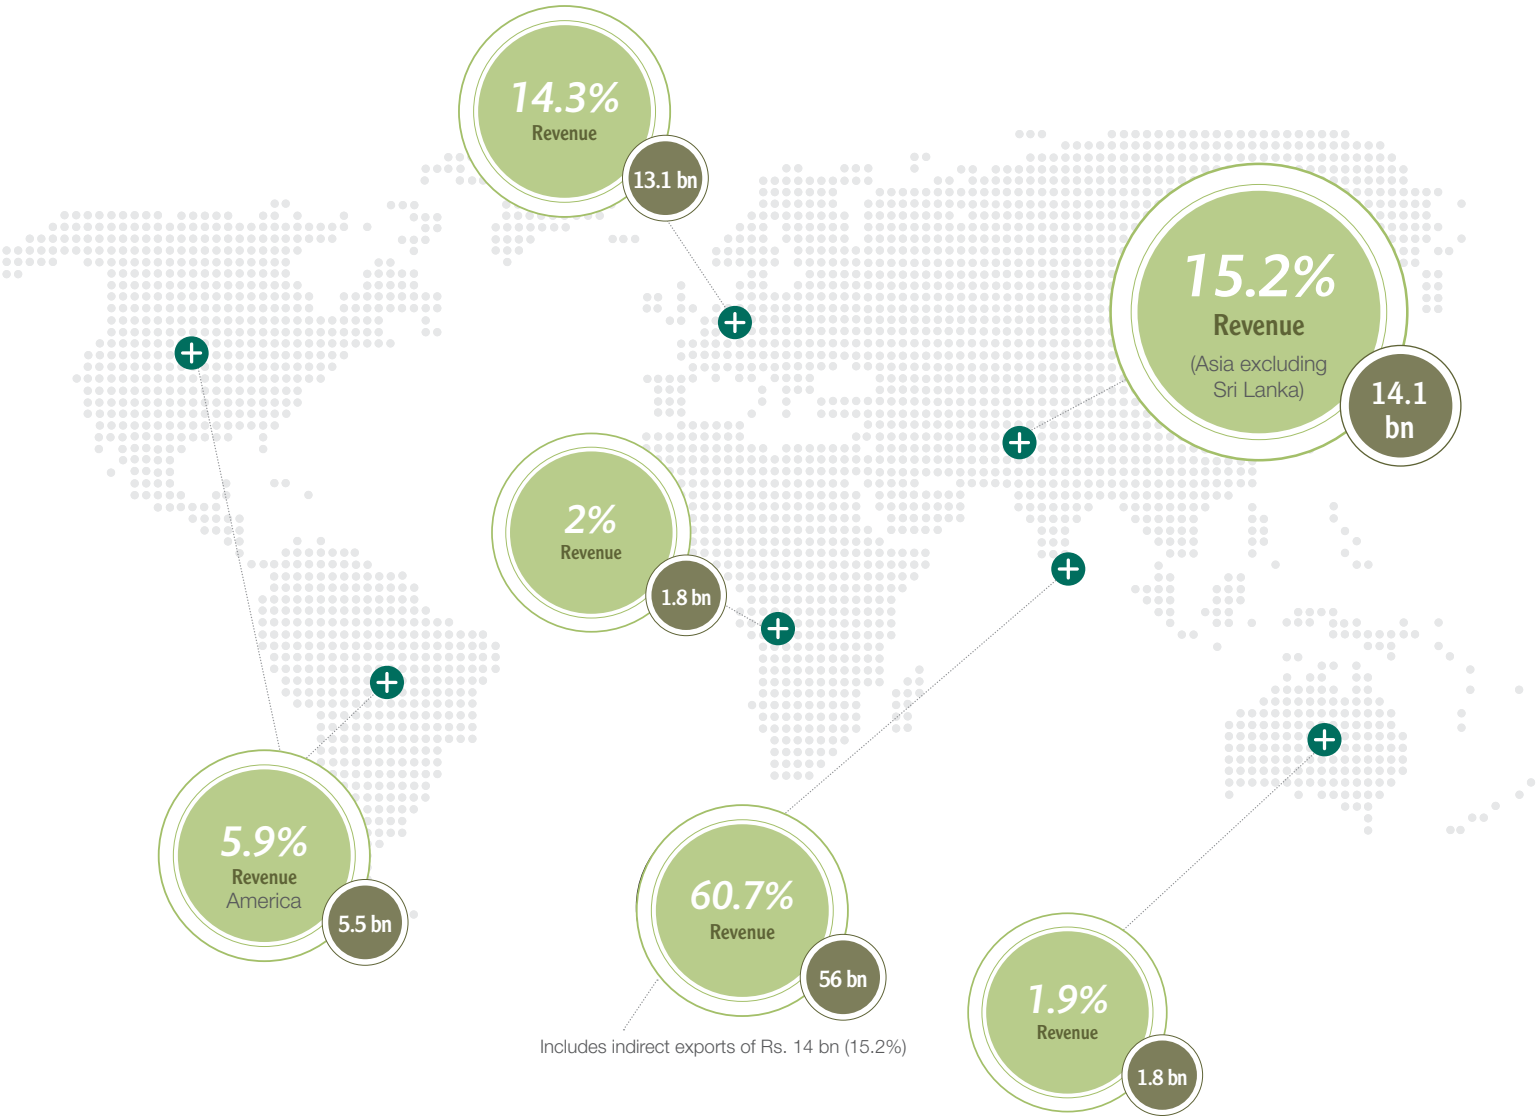 14.3%
Revenue
13.1 bn
15.2%
Revenue
(Asia excluding
Sri Lanka)
14.1
bn
2%
Revenue
1.8 bn
5.9%
Revenue
America
5.5 bn
60.7%
Revenue
56 bn
Includes indirect exports of Rs. 14 bn (15.2%)
1.9%
Revenue
1.8 bn